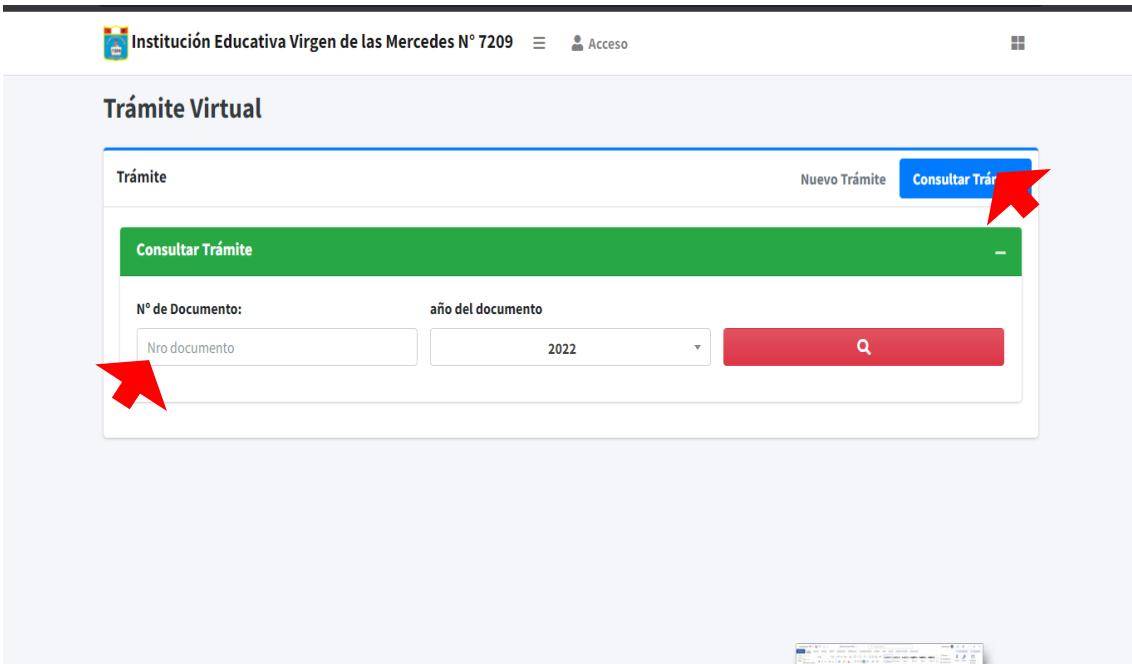 Institución Educativa Virgen de las Mercedes N° 7209 Acceso
Trámite Virtual
Trámite Nuevo Trámite Consultar
Consultar Trámite
N° de Documento: año del documento
Nro documento 2022